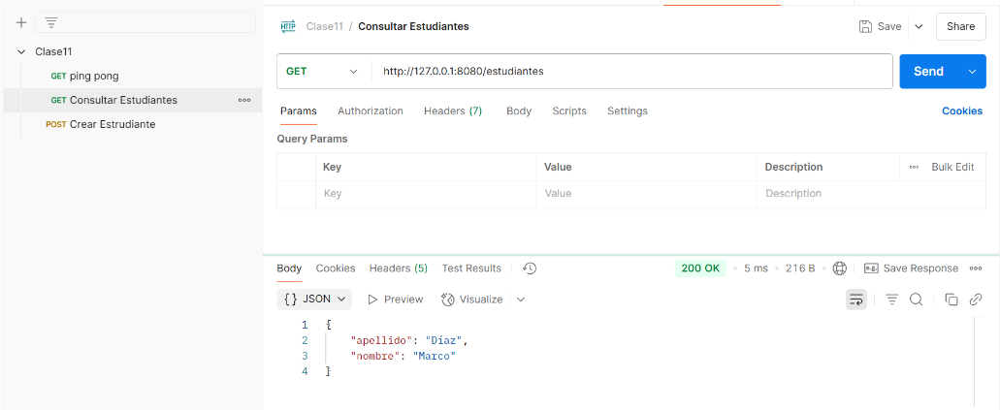 Clase11
GET ping pong
GET Consultar Estudiantes
POST Crear Estrudiante
HTTP Clase11 / Consultar Estudiantes
Save
Share
GET
http://127.0.0.1:8080/estudiantes
Send
Params Authorization Headers (7) Body Scripts Settings
Cookies
Query Params
Key Value Description Bulk Edit
Key Value Description
Body Cookies Headers (5) Test Results
200 OK • 5 ms • 216 B •
e.g. Save Response
{} JSON Preview Visualize
1 {
2 "apellido": "Díaz",
3 "nombre": "Marco"
4 }